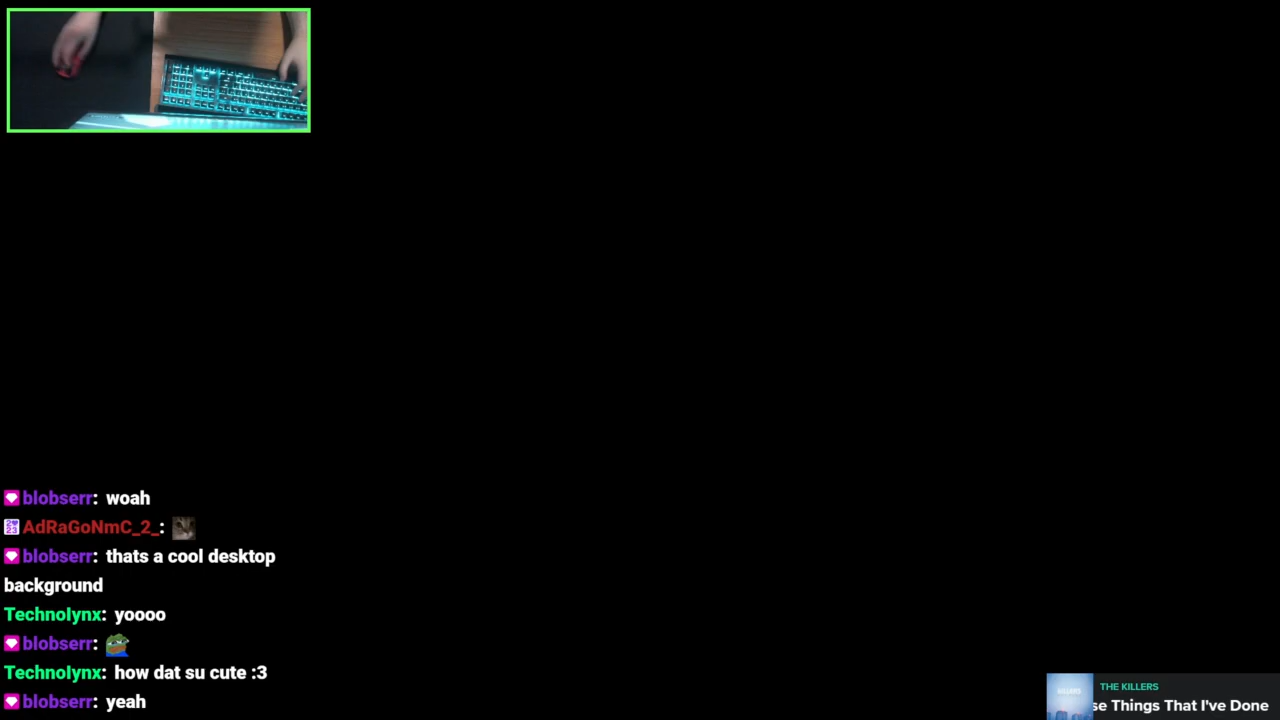 blobserr: woah
AdRaGoNmC_2_:
blobserr: thats a cool desktop
background
Technolynx: yoooo
blobserr:
Technolynx: how dat su cute :3
blobserr: yeah
THE KILLERS
se Things That I've Done